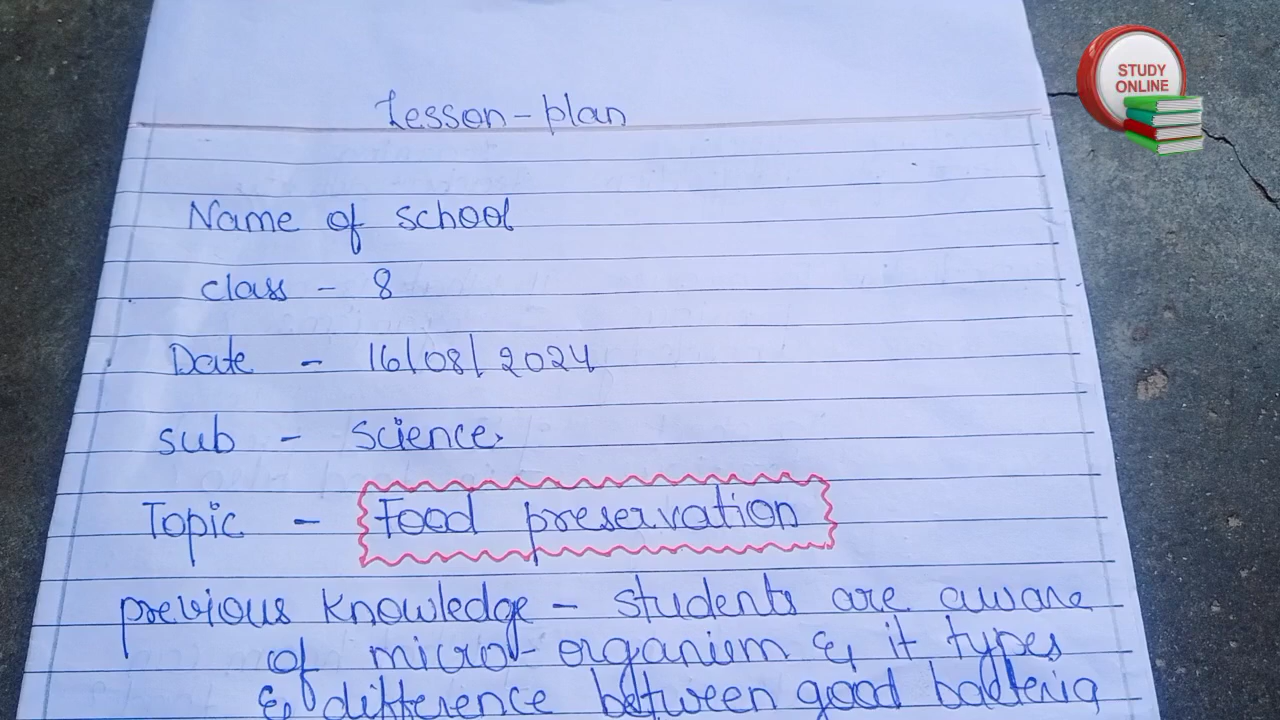 STUDY
ONLINE
Lesson-plan
Name of school
class - 8
Date - 16/08/2024
sub - science
Topic - Food preservation
previous knowledge - students are aware
of micro-organism & it types
& difference between good bacteria